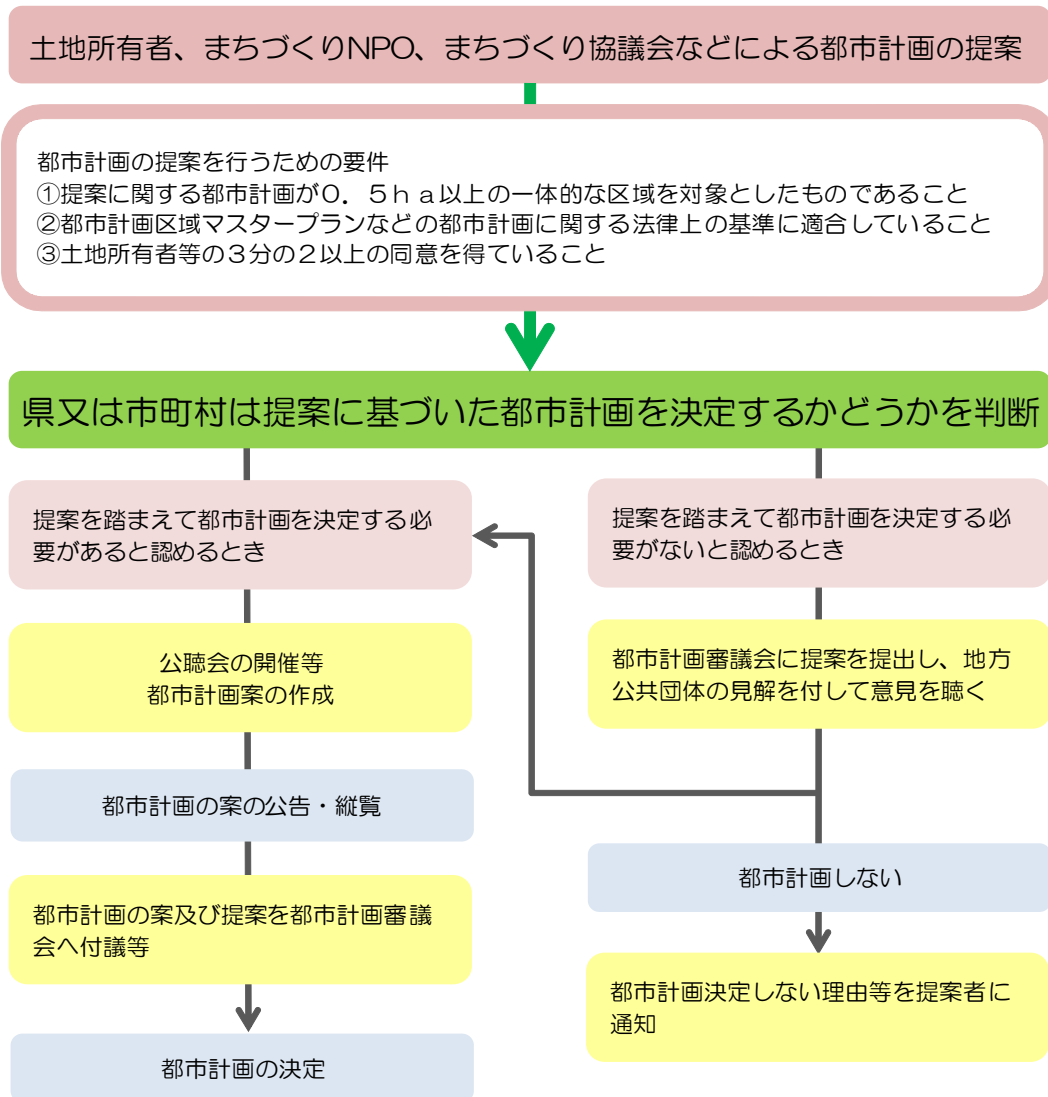 土地所有者、まちづくりNPO、まちづくり協議会などによる都市計画の提案
都市計画の提案を行うための要件
①提案に関する都市計画が０．５ｈａ以上の一体的な区域を対象としたものであること
②都市計画区域マスタープランなどの都市計画に関する法律上の基準に適合していること
③土地所有者等の３分の２以上の同意を得ていること
県又は市町村は提案に基づいた都市計画を決定するかどうかを判断
提案を踏まえて都市計画を決定する必
要があると認めるとき
公聴会の開催等
都市計画案の作成
都市計画の案の公告・縦覧
都市計画の案及び提案を都市計画審議
会へ付議等
都市計画の決定
提案を踏まえて都市計画を決定する必
要がないと認めるとき
都市計画審議会に提案を提出し、地方
公共団体の見解を付して意見を聴く
都市計画しない
都市計画決定しない理由等を提案者に
通知